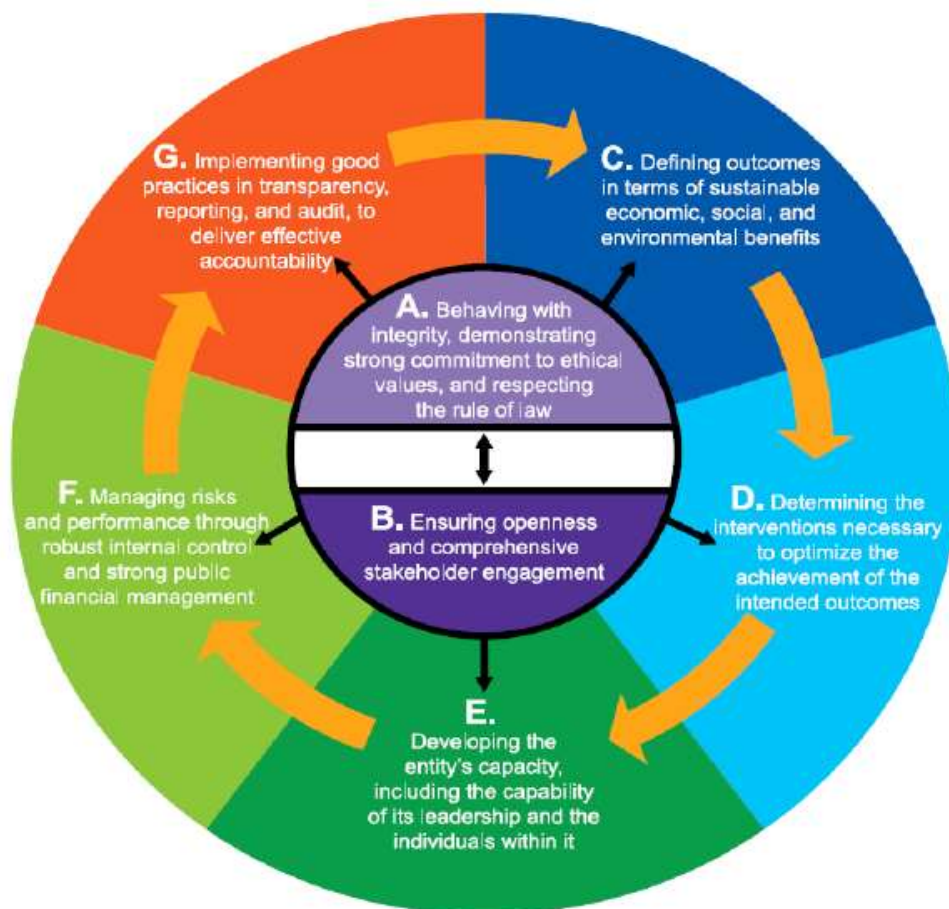 A. Behaving with
integrity, demonstrating
strong commitment to ethical
values, and respecting
the rule of law
B. Ensuring openness
and comprehensive
stakeholder engagement
C. Defining outcomes
in terms of sustainable
economic, social, and
environmental benefits
D. Determining the
interventions necessary
to optimize the
achievement of the
intended outcomes
E.
Developing the
entity's capacity,
including the capability
of its leadership and the
individuals within it
F. Managing risks
and performance through
robust internal control
and strong public
financial management
G. Implementing good
practices in transparency,
reporting, and audit, to
deliver effective
accountability